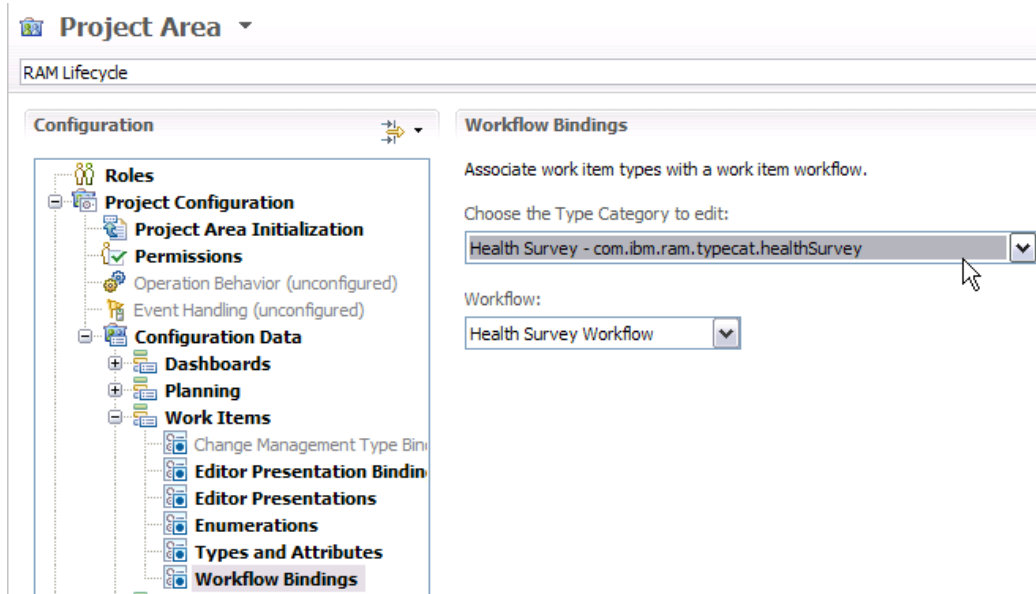 Project Area
RAM Lifecycle
Configuration
Roles
Project Configuration
Project Area Initialization
Permissions
Operation Behavior (unconfigured)
Event Handling (unconfigured)
Configuration Data
Dashboards
Planning
Work Items
Change Management Type Bin
Editor Presentation Bindin
Editor Presentations
Enumerations
Types and Attributes
Workflow Bindings
Workflow Bindings
Associate work item types with a work item workflow.
Choose the Type Category to edit:
Health Survey - com.ibm.ram.typecat.healthSurvey
Workflow:
Health Survey Workflow